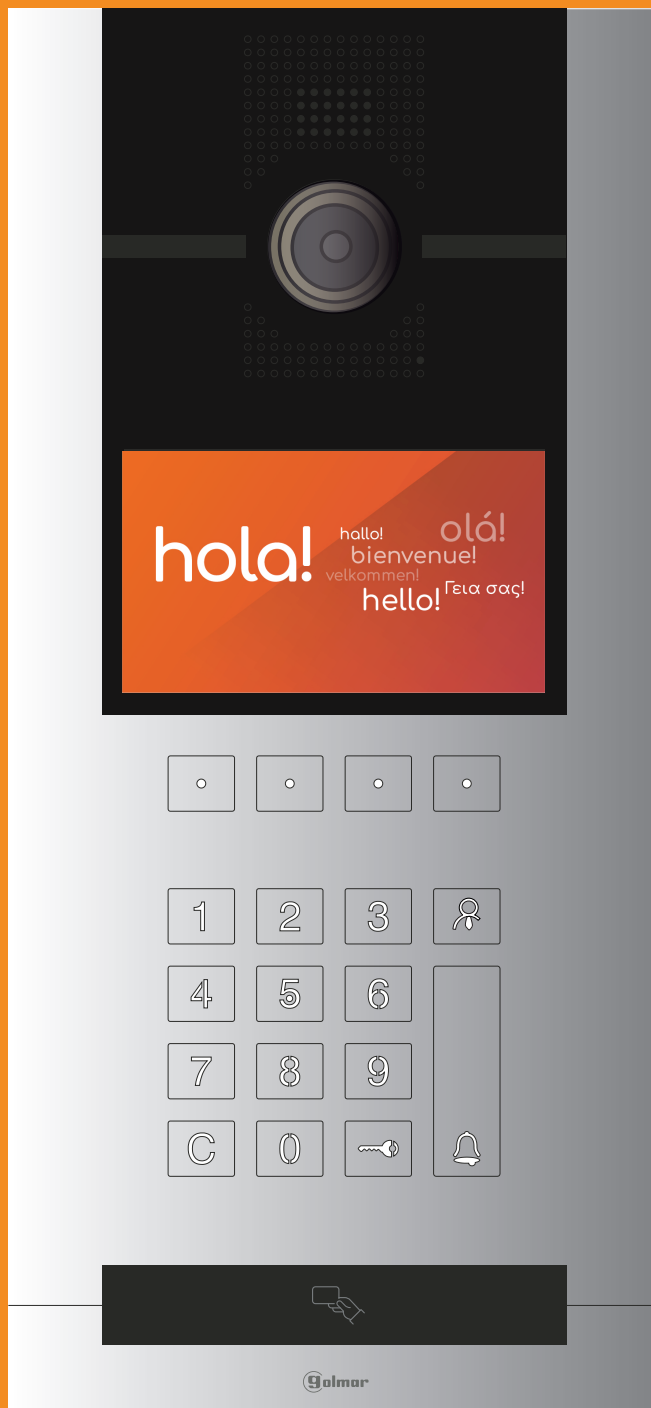 hola!
hallo!
olá!
bienvenue!
velkommen!
hello!
Γεια σας!
1 2 3
4 5 6
7 8 9
C 0
golmar